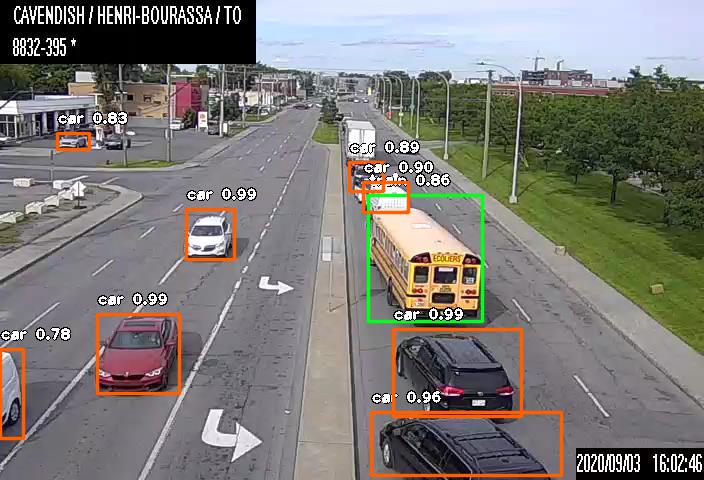 CAVENDISH / HENRI-BOURASSA / TO
8832-395 *
car 0.83
car 0.89
car 0.90
train 0.86
car 0.99
ECOLIERS
car 0.99
car 0.99
car 0.78
car 0.96
2020/09/03 16:02:46